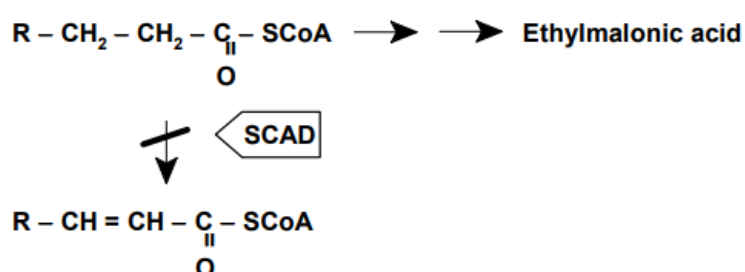 R – CH₂ – CH₂ – C – SCoA Ethylmalonic acid
O
SCAD
R – CH = CH – C – SCoA
O